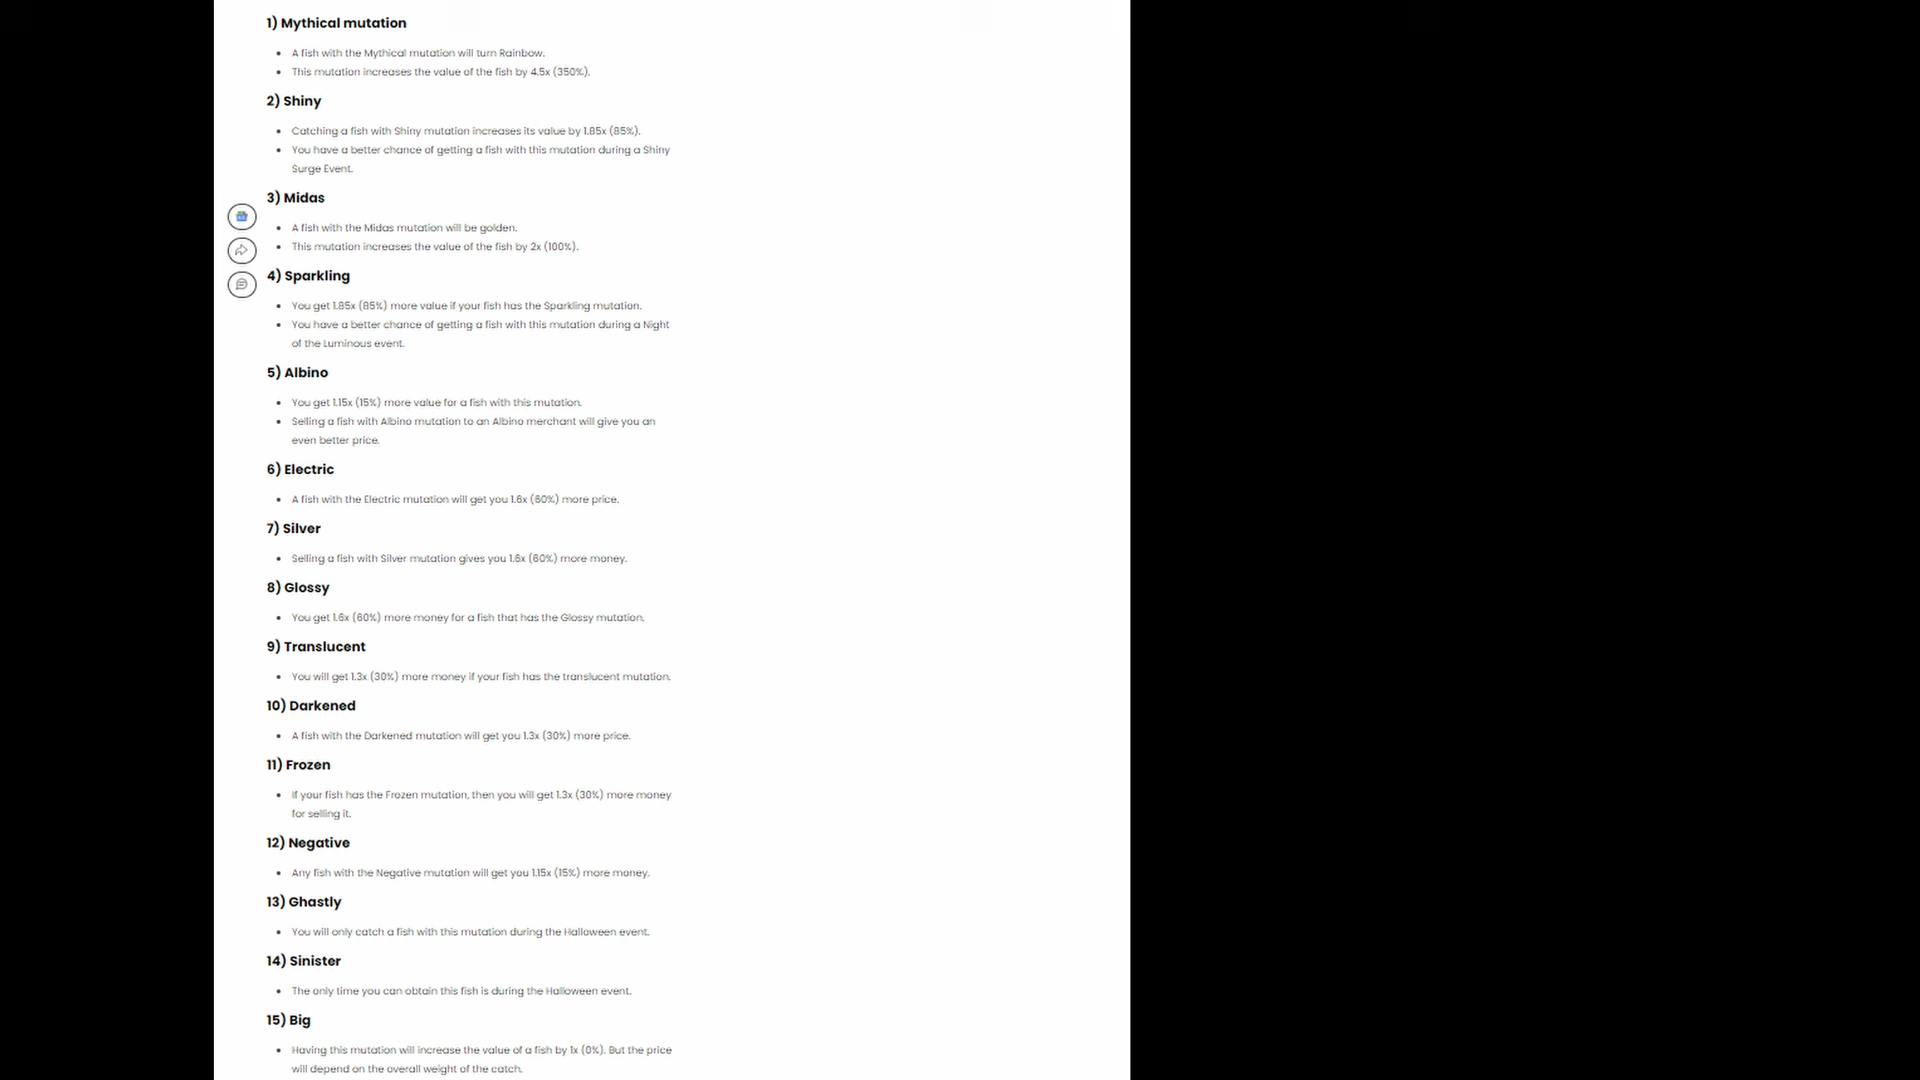 1) Mythical mutation
A fish with the Mythical mutation will turn Rainbow.
This mutation increases the value of the fish by 4.5x (350%).
2) Shiny
Catching a fish with Shiny mutation increases its value by 1.85x (85%).
You have a better chance of getting a fish with this mutation during a Shiny
Surge Event.
3) Midas
A fish with the Midas mutation will be golden.
This mutation increases the value of the fish by 2x (100%).
4) Sparkling
You get 1.85x (85%) more value if your fish has the Sparkling mutation.
You have a better chance of getting a fish with this mutation during a Night
of the Luminous event.
5) Albino
You get 1.15x (15%) more value for a fish with this mutation.
Selling a fish with Albino mutation to an Albino merchant will give you an
even better price.
6) Electric
A fish with the Electric mutation will get you 1.6x (60%) more price.
7) Silver
Selling a fish with Silver mutation gives you 1.6x (60%) more money.
8) Glossy
You get 1.6x (60%) more money for a fish that has the Glossy mutation.
9) Translucent
You will get 1.3x (30%) more money if your fish has the translucent mutation.
10) Darkened
A fish with the Darkened mutation will get you 1.3x (30%) more price.
11) Frozen
If your fish has the Frozen mutation, then you will get 1.3x (30%) more money
for selling it.
12) Negative
Any fish with the Negative mutation will get you 1.15x (15%) more money.
13) Ghastly
You will only catch a fish with this mutation during the Halloween event.
14) Sinister
The only time you can obtain this fish is during the Halloween event.
15) Big
Having this mutation will increase the value of a fish by 1x (0%). But the price
will depend on the overall weight of the catch.